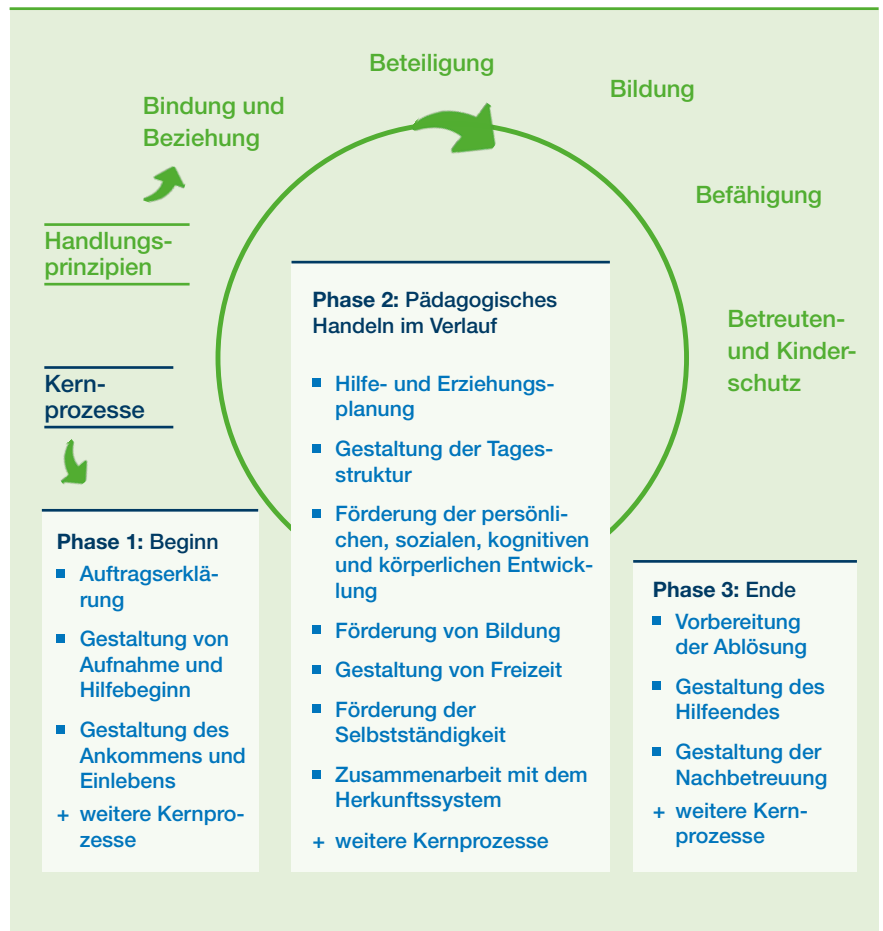 Beteiligung
Bildung
Bindung und
Beziehung
Befähigung
Handlungs-
prinzipien
Betreuten-
und Kinder-
schutz
Kern-
prozesse
Phase 1: Beginn
■ Auftragserklä-
rung
■ Gestaltung von
Aufnahme und
Hilfebeginn
■ Gestaltung des
Ankommens und
Einlebens
+ weitere Kernpro-
zesse
Phase 2: Pädagogisches
Handeln im Verlauf
■ Hilfe- und Erziehungs-
planung
■ Gestaltung der Tages-
struktur
■ Förderung der persönli-
chen, sozialen, kognitiven
und körperlichen Entwick-
lung
■ Förderung von Bildung
■ Gestaltung von Freizeit
■ Förderung der
Selbstständigkeit
■ Zusammenarbeit mit dem
Herkunftssystem
+ weitere Kernprozesse
Phase 3: Ende
■ Vorbereitung
der Ablösung
■ Gestaltung des
Hilfeendes
■ Gestaltung der
Nachbetreuung
+ weitere Kern-
prozesse